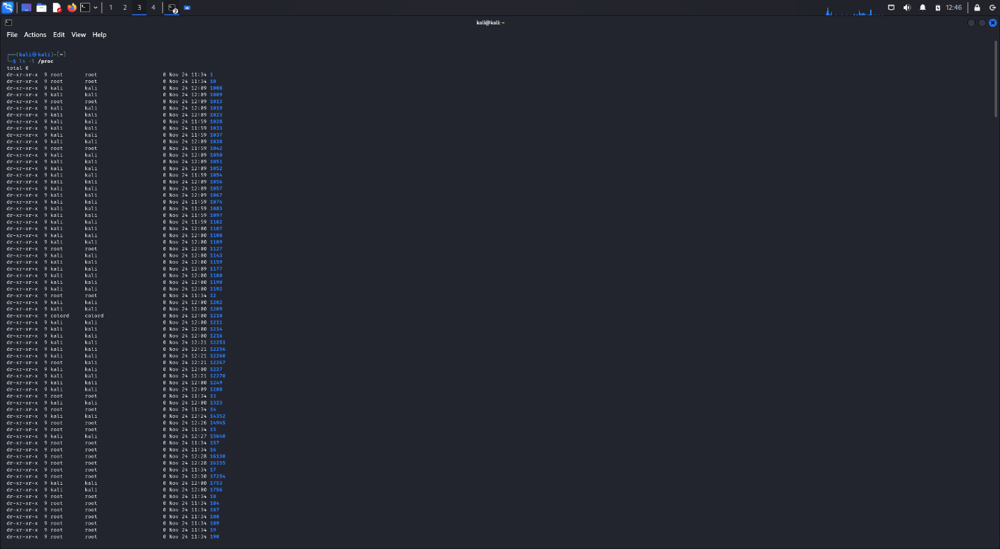 1 2 3 4 2 12:46
kali@kali: ~
File Actions Edit View Help
┌──(kali㉿kali)-[~]
└─$ ls -l /proc
total 0
dr-xr-xr-x 9 root root 0 Nov 24 11:34 1
dr-xr-xr-x 9 root root 0 Nov 24 11:34 10
dr-xr-xr-x 9 kali kali 0 Nov 24 12:09 1008
dr-xr-xr-x 9 kali kali 0 Nov 24 12:09 1009
dr-xr-xr-x 9 root root 0 Nov 24 12:09 1013
dr-xr-xr-x 9 kali kali 0 Nov 24 12:09 1019
dr-xr-xr-x 9 kali kali 0 Nov 24 12:09 1023
dr-xr-xr-x 9 kali kali 0 Nov 24 11:59 1028
dr-xr-xr-x 9 kali kali 0 Nov 24 11:59 1033
dr-xr-xr-x 9 kali kali 0 Nov 24 11:59 1037
dr-xr-xr-x 9 kali kali 0 Nov 24 12:09 1038
dr-xr-xr-x 9 root root 0 Nov 24 11:59 1042
dr-xr-xr-x 9 kali kali 0 Nov 24 12:09 1050
dr-xr-xr-x 9 kali kali 0 Nov 24 12:09 1051
dr-xr-xr-x 9 kali kali 0 Nov 24 12:09 1052
dr-xr-xr-x 9 kali kali 0 Nov 24 11:59 1054
dr-xr-xr-x 9 kali kali 0 Nov 24 12:09 1056
dr-xr-xr-x 9 kali kali 0 Nov 24 12:09 1057
dr-xr-xr-x 9 kali kali 0 Nov 24 12:09 1067
dr-xr-xr-x 9 kali kali 0 Nov 24 11:59 1074
dr-xr-xr-x 9 kali kali 0 Nov 24 11:59 1083
dr-xr-xr-x 9 kali kali 0 Nov 24 11:59 1097
dr-xr-xr-x 9 kali kali 0 Nov 24 11:59 1102
dr-xr-xr-x 9 kali kali 0 Nov 24 12:00 1107
dr-xr-xr-x 9 kali kali 0 Nov 24 12:00 1108
dr-xr-xr-x 9 kali kali 0 Nov 24 12:00 1109
dr-xr-xr-x 9 root root 0 Nov 24 12:00 1127
dr-xr-xr-x 9 kali kali 0 Nov 24 12:00 1143
dr-xr-xr-x 9 kali kali 0 Nov 24 12:00 1159
dr-xr-xr-x 9 kali kali 0 Nov 24 12:09 1177
dr-xr-xr-x 9 kali kali 0 Nov 24 12:00 1180
dr-xr-xr-x 9 kali kali 0 Nov 24 12:00 1190
dr-xr-xr-x 9 kali kali 0 Nov 24 12:00 1192
dr-xr-xr-x 9 root root 0 Nov 24 11:34 12
dr-xr-xr-x 9 kali kali 0 Nov 24 12:00 1202
dr-xr-xr-x 9 kali kali 0 Nov 24 12:00 1209
dr-xr-xr-x 9 colord colord 0 Nov 24 12:00 1210
dr-xr-xr-x 9 kali kali 0 Nov 24 12:00 1211
dr-xr-xr-x 9 kali kali 0 Nov 24 12:00 1214
dr-xr-xr-x 9 kali kali 0 Nov 24 12:00 1216
dr-xr-xr-x 9 kali kali 0 Nov 24 12:21 12251
dr-xr-xr-x 9 kali kali 0 Nov 24 12:21 12256
dr-xr-xr-x 9 kali kali 0 Nov 24 12:21 12260
dr-xr-xr-x 9 root kali 0 Nov 24 12:21 12267
dr-xr-xr-x 9 kali kali 0 Nov 24 12:00 1227
dr-xr-xr-x 9 kali kali 0 Nov 24 12:21 12270
dr-xr-xr-x 9 kali kali 0 Nov 24 12:00 1249
dr-xr-xr-x 9 kali kali 0 Nov 24 12:09 1288
dr-xr-xr-x 9 root root 0 Nov 24 11:34 13
dr-xr-xr-x 9 kali kali 0 Nov 24 12:00 1323
dr-xr-xr-x 9 root root 0 Nov 24 11:34 14
dr-xr-xr-x 9 kali kali 0 Nov 24 12:24 14352
dr-xr-xr-x 9 root root 0 Nov 24 12:26 14945
dr-xr-xr-x 9 root root 0 Nov 24 11:34 15
dr-xr-xr-x 9 kali kali 0 Nov 24 12:27 15640
dr-xr-xr-x 9 root root 0 Nov 24 11:34 157
dr-xr-xr-x 9 root root 0 Nov 24 11:34 16
dr-xr-xr-x 9 root root 0 Nov 24 12:28 16130
dr-xr-xr-x 9 root root 0 Nov 24 12:28 16155
dr-xr-xr-x 9 root root 0 Nov 24 11:34 17
dr-xr-xr-x 9 root root 0 Nov 24 12:30 17254
dr-xr-xr-x 9 kali kali 0 Nov 24 12:00 1753
dr-xr-xr-x 9 kali kali 0 Nov 24 12:00 1756
dr-xr-xr-x 9 root root 0 Nov 24 11:34 18
dr-xr-xr-x 9 root root 0 Nov 24 11:34 184
dr-xr-xr-x 9 root root 0 Nov 24 11:34 187
dr-xr-xr-x 9 root root 0 Nov 24 11:34 188
dr-xr-xr-x 9 root root 0 Nov 24 11:34 189
dr-xr-xr-x 9 root root 0 Nov 24 11:34 19
dr-xr-xr-x 9 root root 0 Nov 24 11:34 190